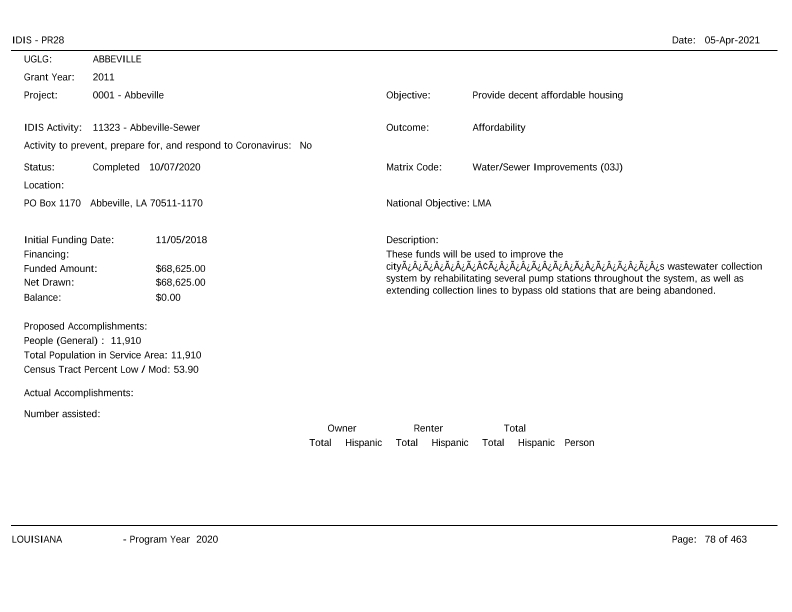 IDIS - PR28 Date: 05-Apr-2021
UGLG: ABBEVILLE
Grant Year: 2011
Project: 0001 - Abbeville Objective: Provide decent affordable housing
IDIS Activity: 11323 - Abbeville-Sewer Outcome: Affordability
Activity to prevent, prepare for, and respond to Coronavirus: No
Status: Completed 10/07/2020 Matrix Code: Water/Sewer Improvements (03J)
Location:
PO Box 1170 Abbeville, LA 70511-1170 National Objective: LMA
Initial Funding Date: 11/05/2018 Description:
Financing: These funds will be used to improve the
Funded Amount: $68,625.00 wastewater collection
Net Drawn: $68,625.00 system by rehabilitating several pump stations throughout the system, as well as
Balance: $0.00 extending collection lines to bypass old stations that are being abandoned.
Proposed Accomplishments:
People (General) : 11,910
Total Population in Service Area: 11,910
Census Tract Percent Low / Mod: 53.90
Actual Accomplishments:
Number assisted:
Owner Renter Total
Total Hispanic Total Hispanic Total Hispanic Person
LOUISIANA - Program Year 2020 Page: 78 of 463